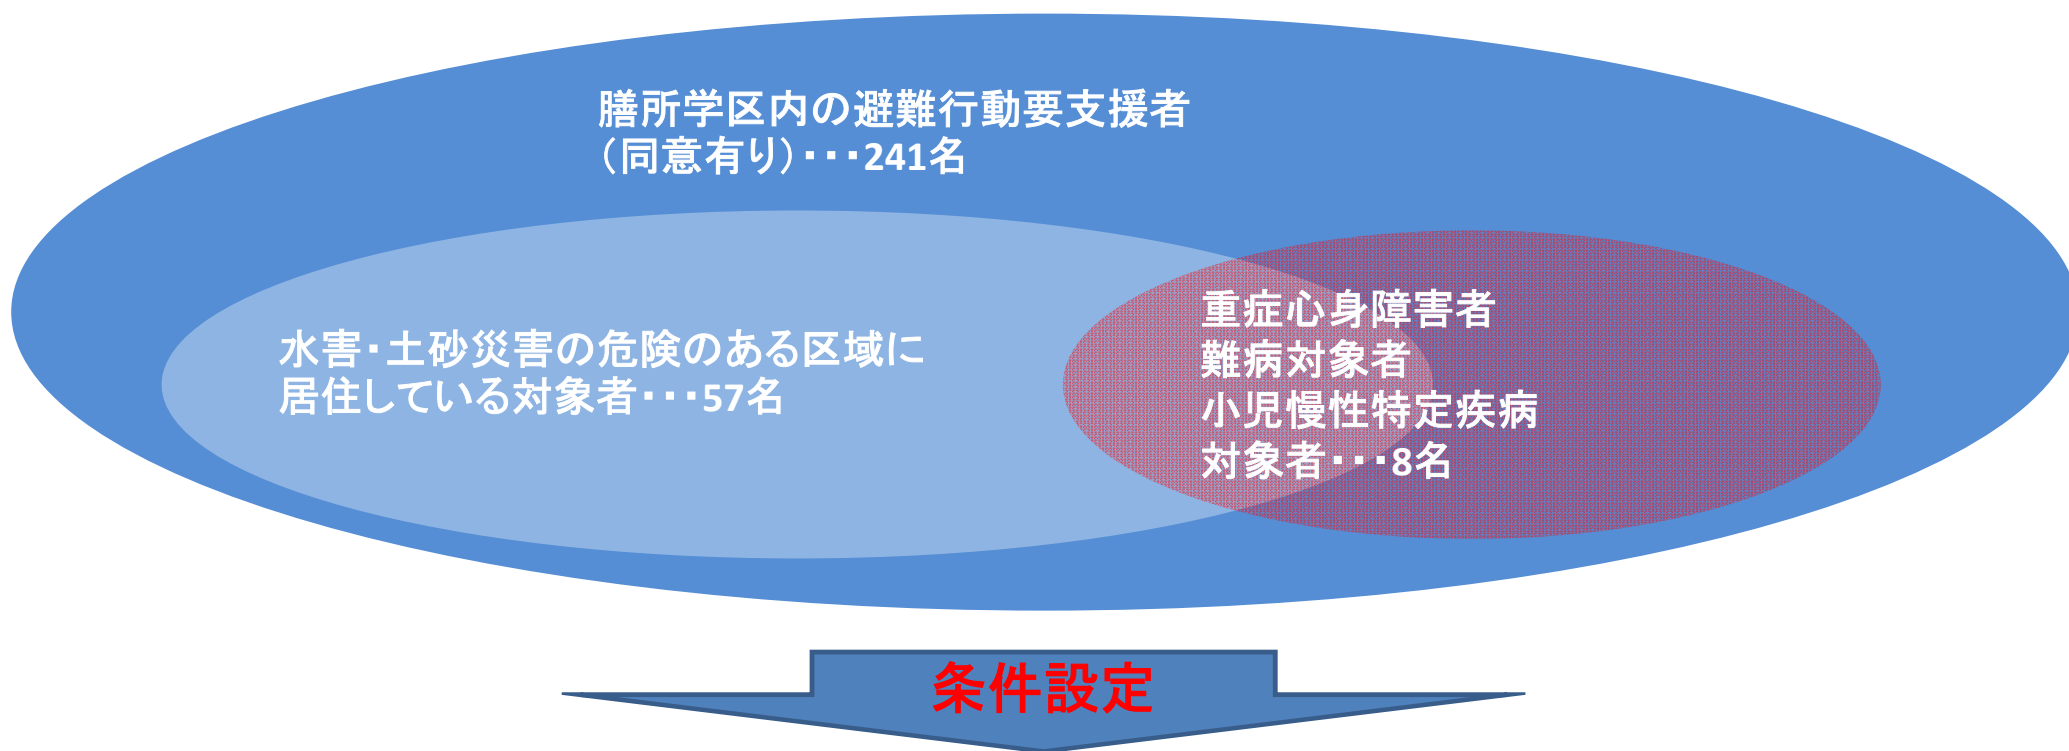 膳所学区内の避難行動要支援者
（同意有り）・・・241名
水害・土砂災害の危険のある区域に
居住している対象者・・・57名
重症心身障害者
難病対象者
小児慢性特定疾病
対象者・・・8名
条件設定